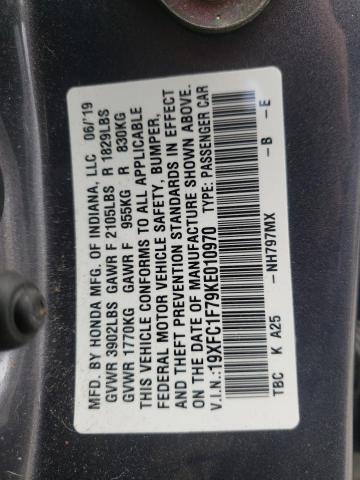 MFD. BY HONDA MFG. OF INDIANA, LLC 06/'19
GVWR 3902LBS GAWR F 2105LBS R 1829LBS
GVWR 1770KG GAWR F 955KG R 830KG
THIS VEHICLE CONFORMS TO ALL APPLICABLE
FEDERAL MOTOR VEHICLE SAFETY, BUMPER,
AND THEFT PREVENTION STANDARDS IN EFFECT
ON THE DATE OF MANUFACTURE SHOWN ABOVE.
V.I.N.:19XFC1F79KE010970 TYPE: PASSENGER CAR
TBC K A25 -NH797MX -B -E